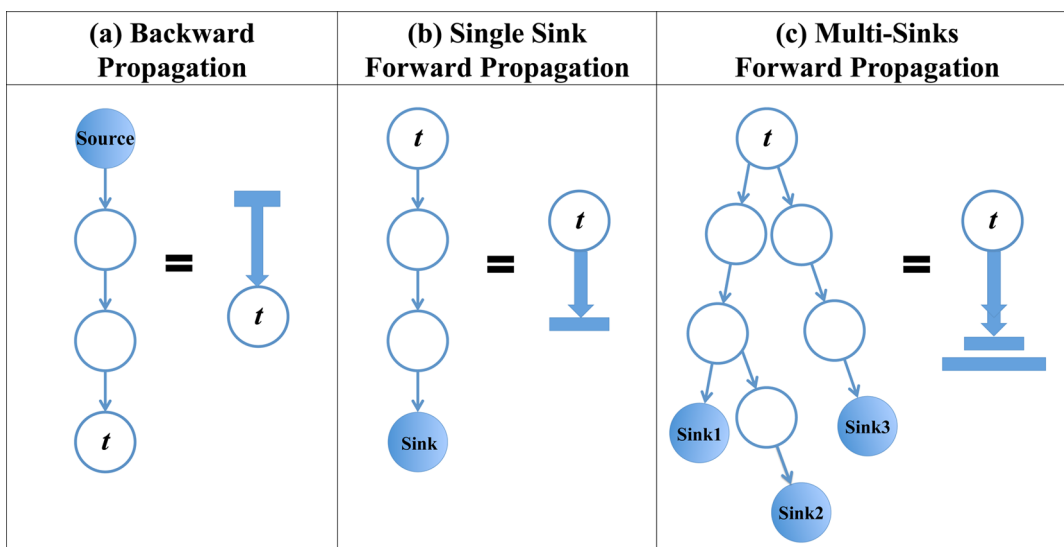 (a) Backward
Propagation
(b) Single Sink
Forward Propagation
(c) Multi-Sinks
Forward Propagation
Source
=
t
t
t
=
t
Sink
t
=
t
Sink1
Sink3
Sink2